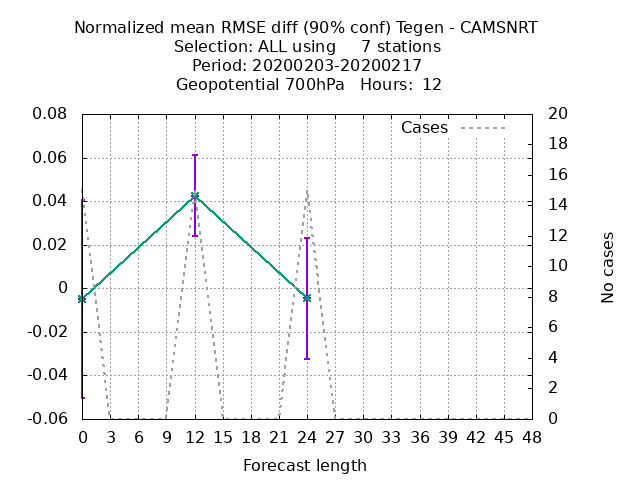 Normalized mean RMSE diff (90% conf) Tegen - CAMSNRT
Selection: ALL using 7 stations
Period: 20200203-20200217
Geopotential 700hPa Hours: 12
Cases
0.08
0.06
0.04
0.02
0
-0.02
-0.04
-0.06
20
18
16
14
12
10
8
6
4
2
0
No cases
0 3 6 9 12 15 18 21 24 27 30 33 36 39 42 45 48
Forecast length